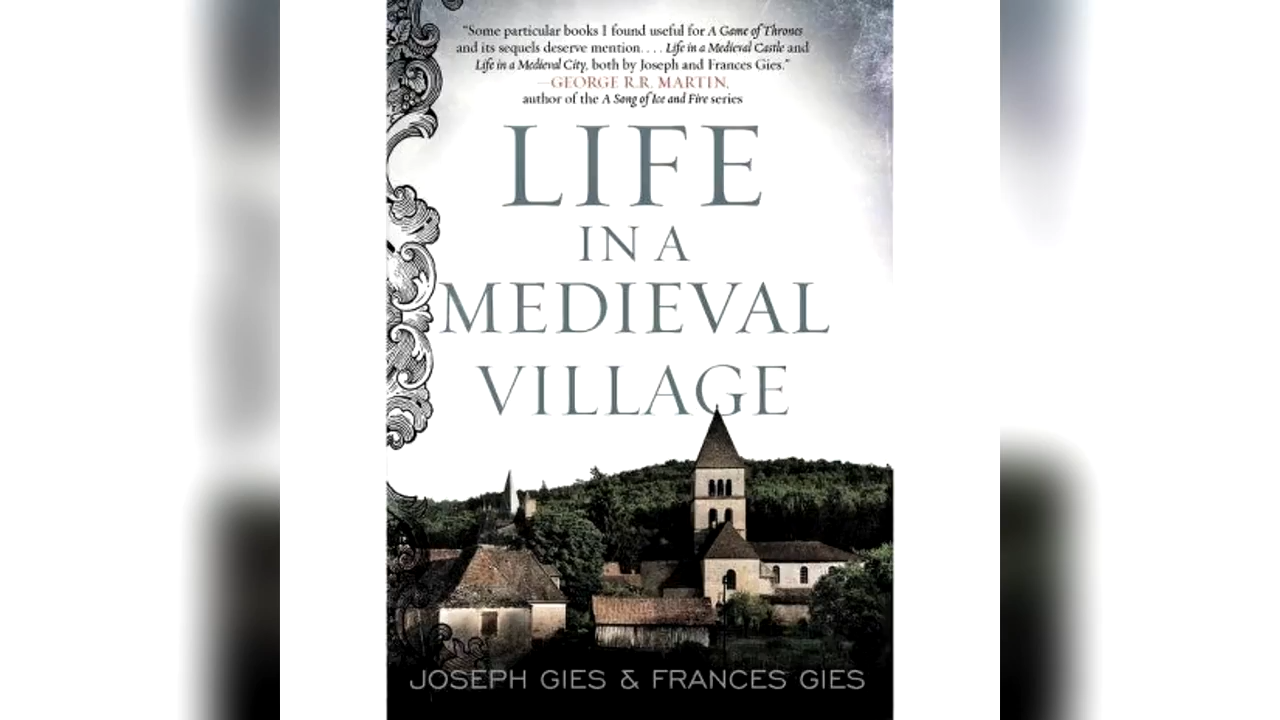 "Some particular books I found useful for A Game of Thrones
and its sequels deserve mention.... Life in a Medieval Castle and
Life in a Medieval City, both by Joseph and Frances Gies."
—GEORGE R.R. MARTIN,
author of the A Song of Ice and Fire series
LIFE
IN A
MEDIEVAL
VILLAGE
JOSEPH GIES & FRANCES GIES